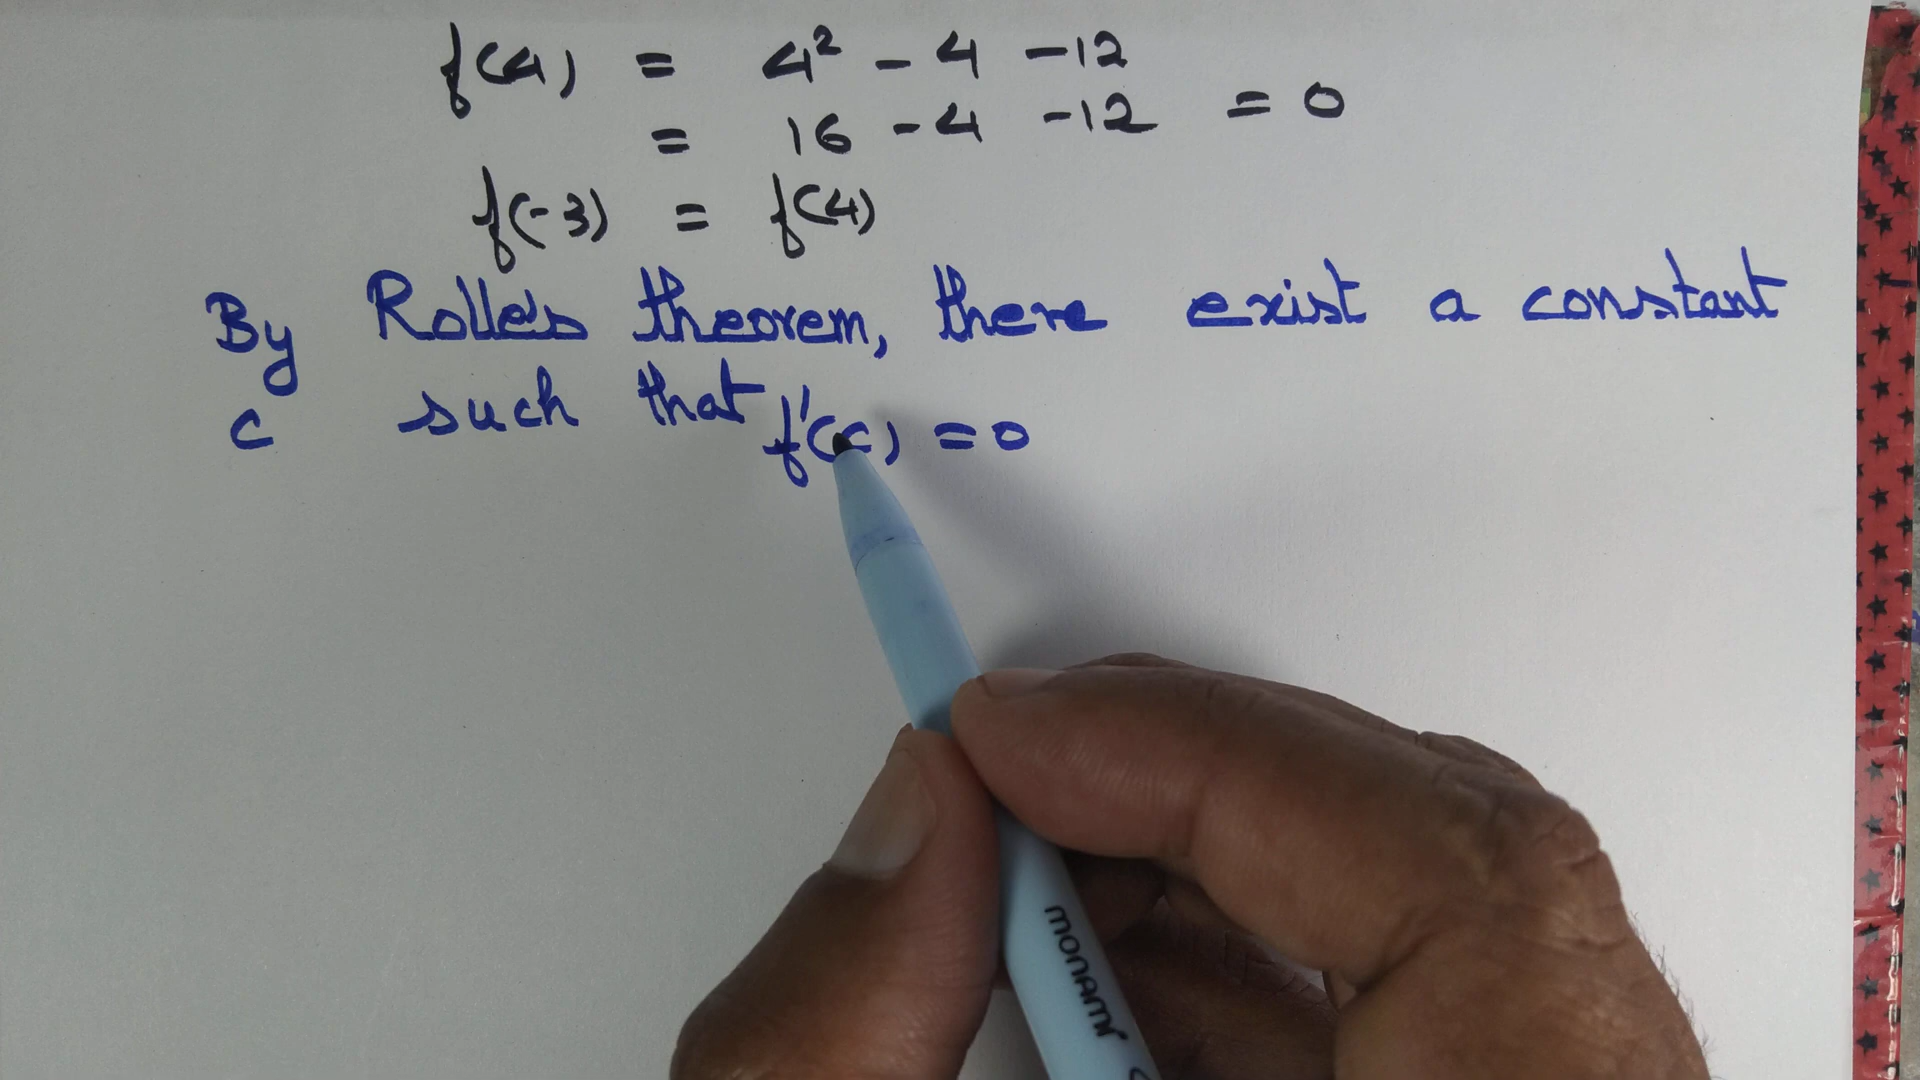 f(4) = 4² - 4 - 12
= 16 - 4 - 12 = 0
f(-3) = f(4)
By Rolle's theorem, there exist a constant
c such that f'(c) = 0
monami